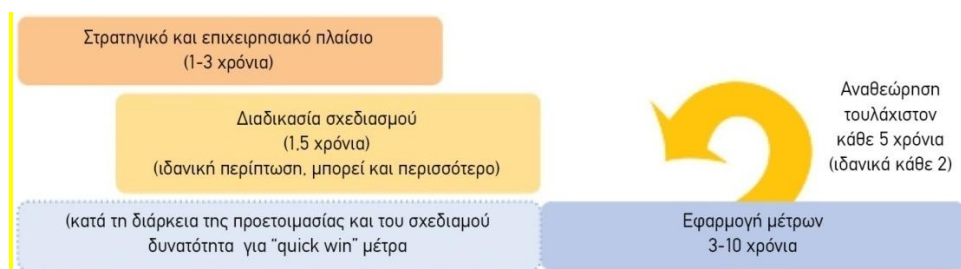 Στρατηγικό και επιχειρησιακό πλαίσιο
(1-3 χρόνια)
Διαδικασία σχεδιασμού
(1,5 χρόνια)
(ιδανική περίπτωση, μπορεί και περισσότερο)
(κατά τη διάρκεια της προετοιμασίας και του σχεδιαμού
δυνατότητα για "quick win" μέτρα
Εφαρμογή μέτρων
3-10 χρόνια
Αναθεώρηση
τουλάχιστον
κάθε 5 χρόνια
(ιδανικά κάθε 2)